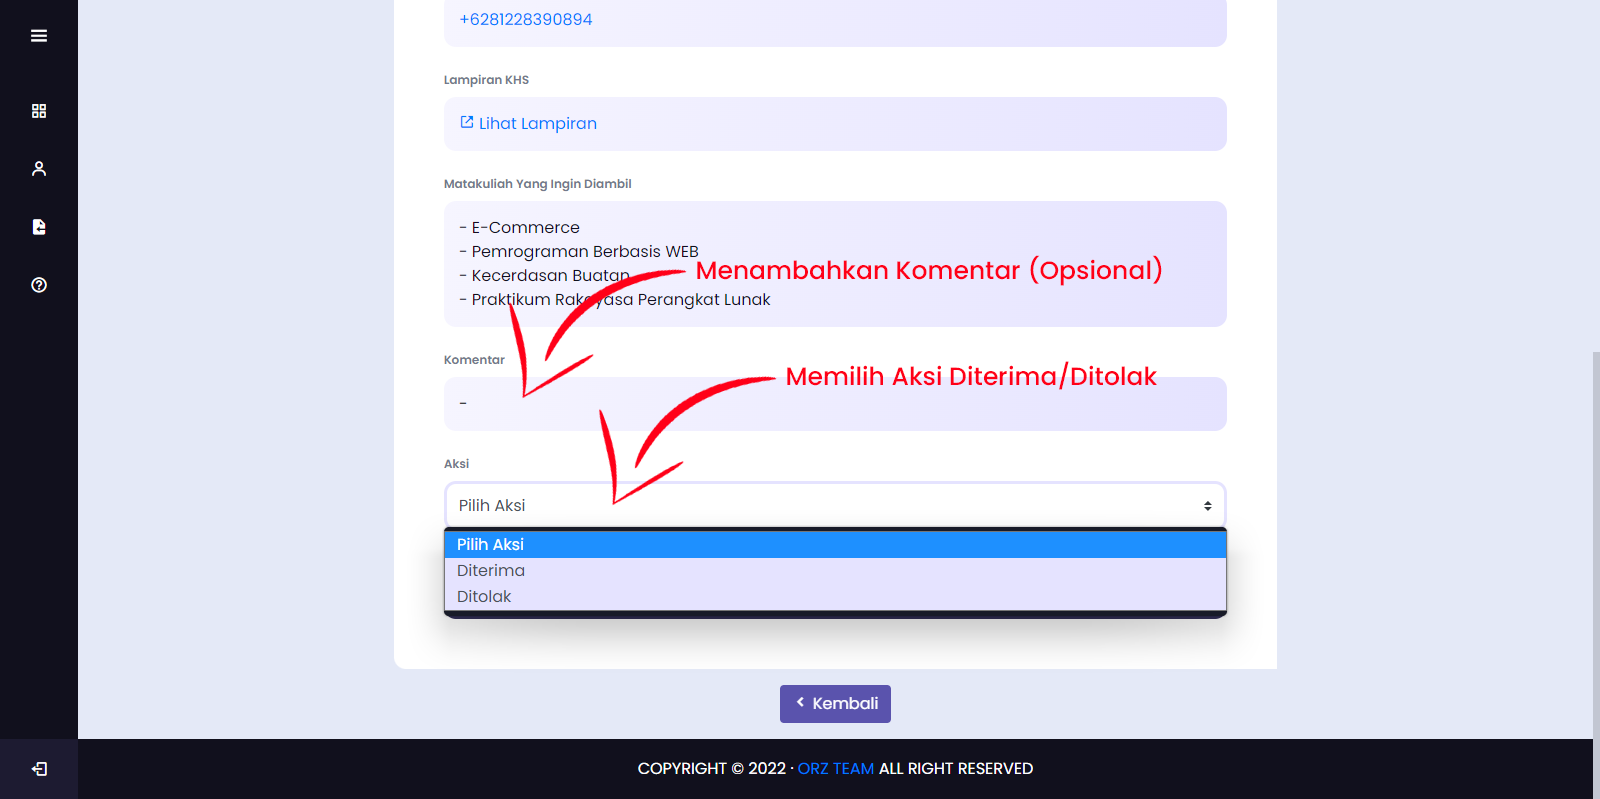 +6281228390894
Lampiran KHS
Lihat Lampiran
Matakuliah Yang Ingin Diambil
- E-Commerce
- Pemrograman Berbasis WEB
- Kecerdasan Buatan
Menambahkan Komentar (Opsional)
- Praktikum Rakayasa Perangkat Lunak
Komentar
Memilih Aksi Diterima/Ditolak
-
Aksi
Pilih Aksi
Pilih Aksi
Diterima
Ditolak
Kembali
COPYRIGHT © 2022 · ORZ TEAM ALL RIGHT RESERVED